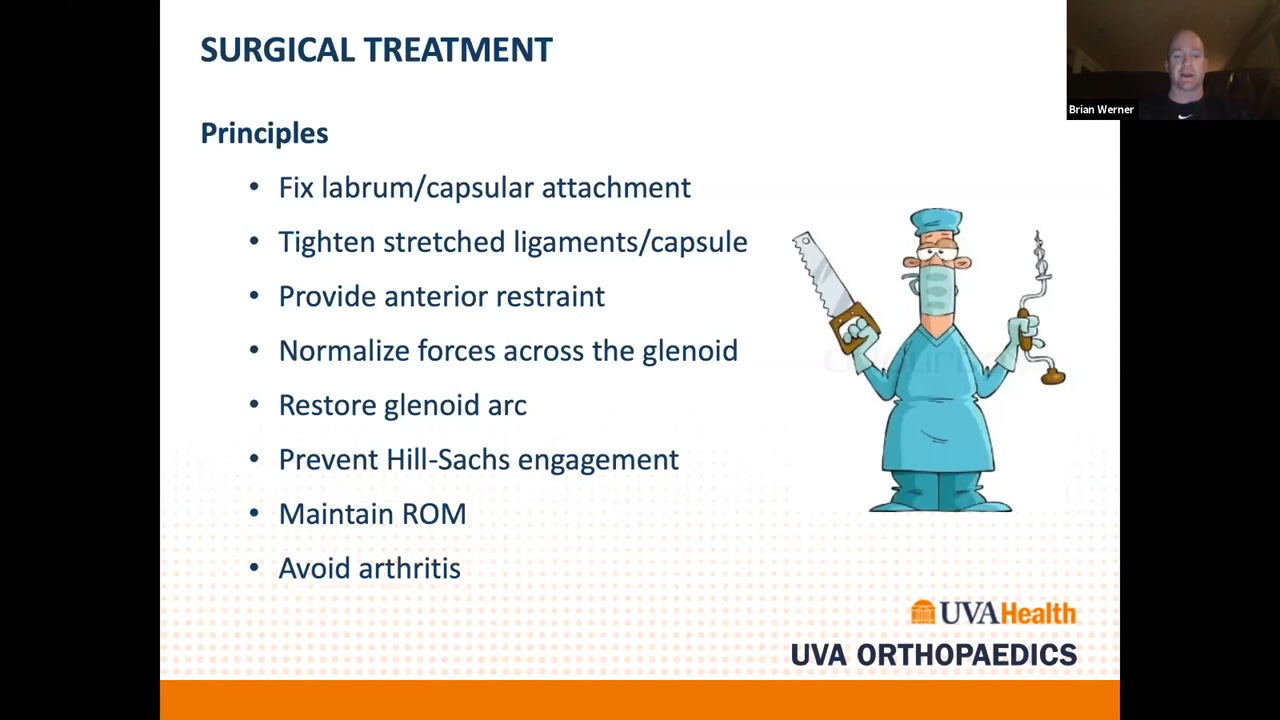 SURGICAL TREATMENT
Brian Werner
Principles
• Fix labrum/capsular attachment
• Tighten stretched ligaments/capsule
• Provide anterior restraint
• Normalize forces across the glenoid
• Restore glenoid arc
• Prevent Hill-Sachs engagement
• Maintain ROM
• Avoid arthritis
UVAHealth
UVA ORTHOPAEDICS